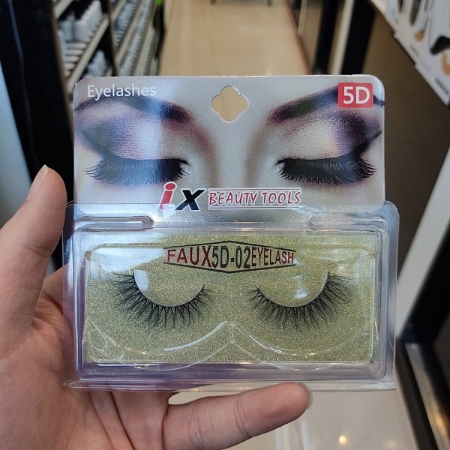 Eyelashes
5D
ix BEAUTY TOOLS
FAUX5D-02EYELASH